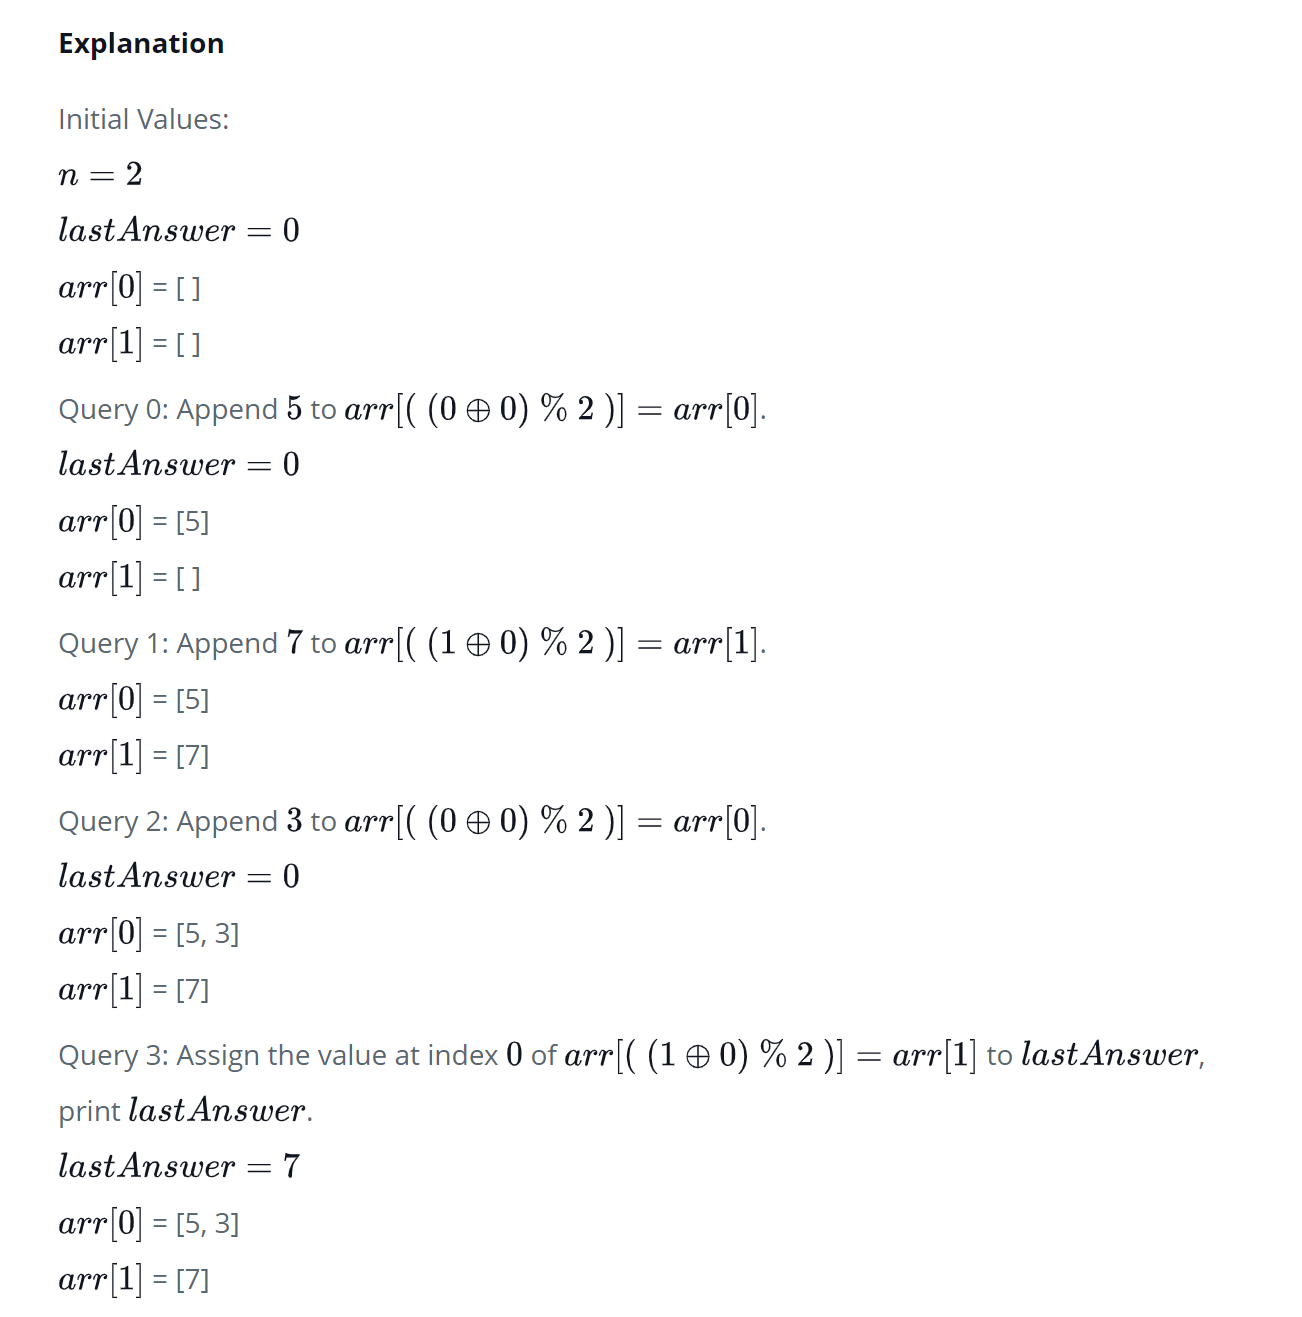 Explanation
Initial Values:
n = 2
lastAnswer = 0
arr[0] = [ ]
arr[1] = [ ]
Query 0: Append 5 to arr[( (0 ⊕ 0) % 2 )] = arr[0].
lastAnswer = 0
arr[0] = [5]
arr[1] = [ ]
Query 1: Append 7 to arr[( (1 ⊕ 0) % 2 )] = arr[1].
arr[0] = [5]
arr[1] = [7]
Query 2: Append 3 to arr[( (0 ⊕ 0) % 2 )] = arr[0].
lastAnswer = 0
arr[0] = [5, 3]
arr[1] = [7]
Query 3: Assign the value at index 0 of arr[( (1 ⊕ 0) % 2 )] = arr[1] to lastAnswer,
print lastAnswer.
lastAnswer = 7
arr[0] = [5, 3]
arr[1] = [7]